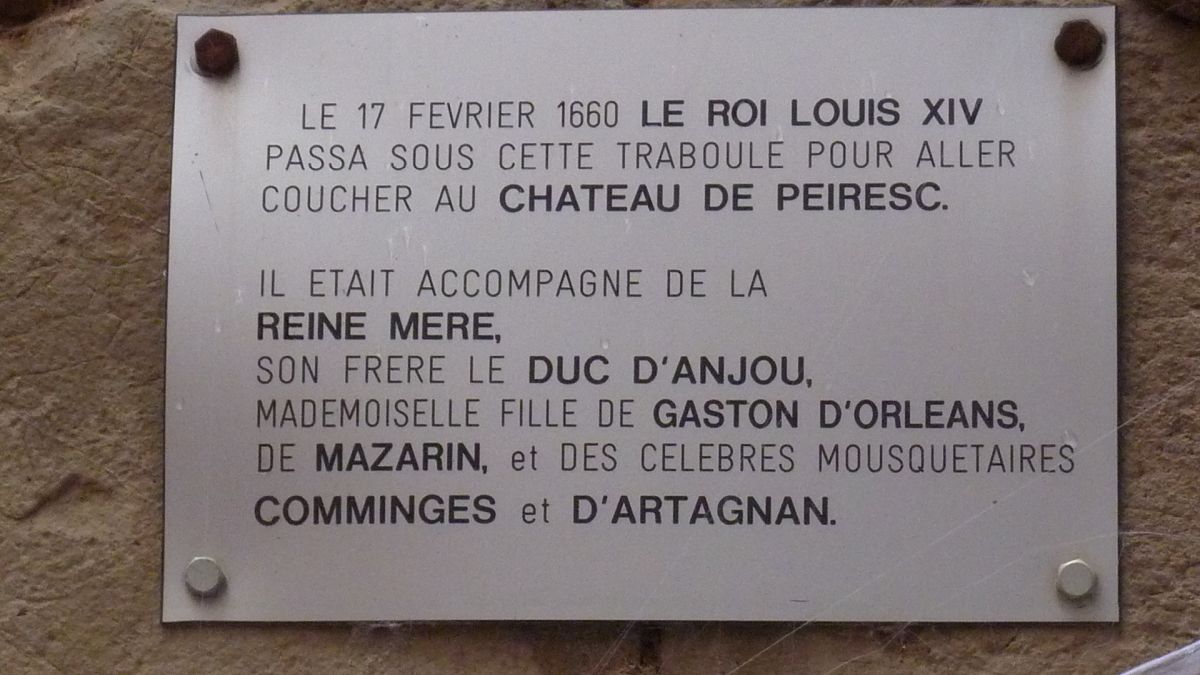 LE 17 FEVRIER 1660 LE ROI LOUIS XIV
PASSA SOUS CETTE TRABOULE POUR ALLER
COUCHER AU CHATEAU DE PEIRESC.
IL ETAIT ACCOMPAGNE DE LA
REINE MERE,
SON FRERE LE DUC D'ANJOU,
MADEMOISELLE FILLE DE GASTON D'ORLEANS,
DE MAZARIN, et DES CELEBRES MOUSQUETAIRES
COMMINGES et D'ARTAGNAN.